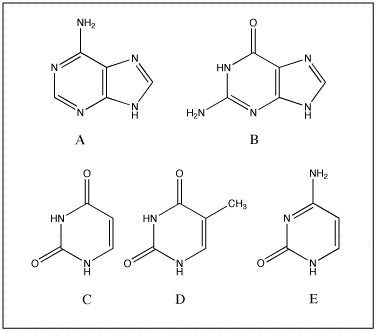 NH2 O
N N HN N
N N H H2N N N H
A B
O O NH2
HN HN CH3 N
O N H O N H O N H
C D E